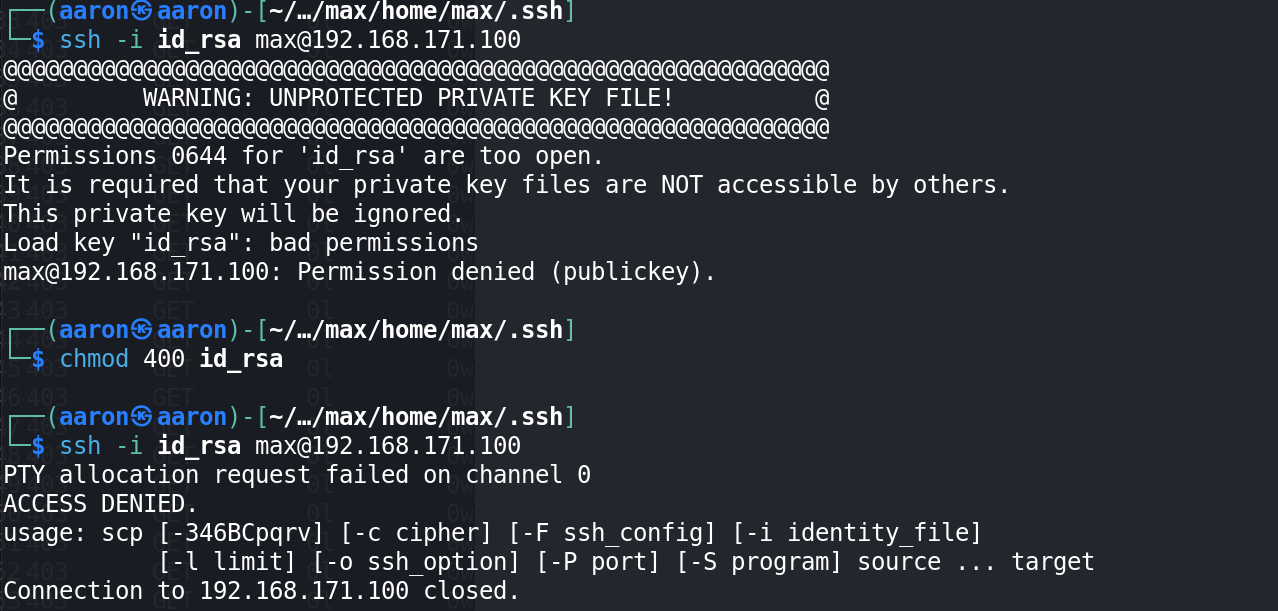 ┌──(aaron㉿aaron)-[~/…/max/home/max/.ssh]
└─$ ssh -i id_rsa max@192.168.171.100
@@@@@@@@@@@@@@@@@@@@@@@@@@@@@@@@@@@@@@@@@@@@@@@@@@@@@@@@@@@
@         WARNING: UNPROTECTED PRIVATE KEY FILE!          @
@@@@@@@@@@@@@@@@@@@@@@@@@@@@@@@@@@@@@@@@@@@@@@@@@@@@@@@@@@@
Permissions 0644 for 'id_rsa' are too open.
It is required that your private key files are NOT accessible by others.
This private key will be ignored.
Load key "id_rsa": bad permissions
max@192.168.171.100: Permission denied (publickey).
┌──(aaron㉿aaron)-[~/…/max/home/max/.ssh]
└─$ chmod 400 id_rsa
┌──(aaron㉿aaron)-[~/…/max/home/max/.ssh]
└─$ ssh -i id_rsa max@192.168.171.100
PTY allocation request failed on channel 0
ACCESS DENIED.
usage: scp [-346BCpqrv] [-c cipher] [-F ssh_config] [-i identity_file]
           [-l limit] [-o ssh_option] [-P port] [-S program] source ... target
Connection to 192.168.171.100 closed.